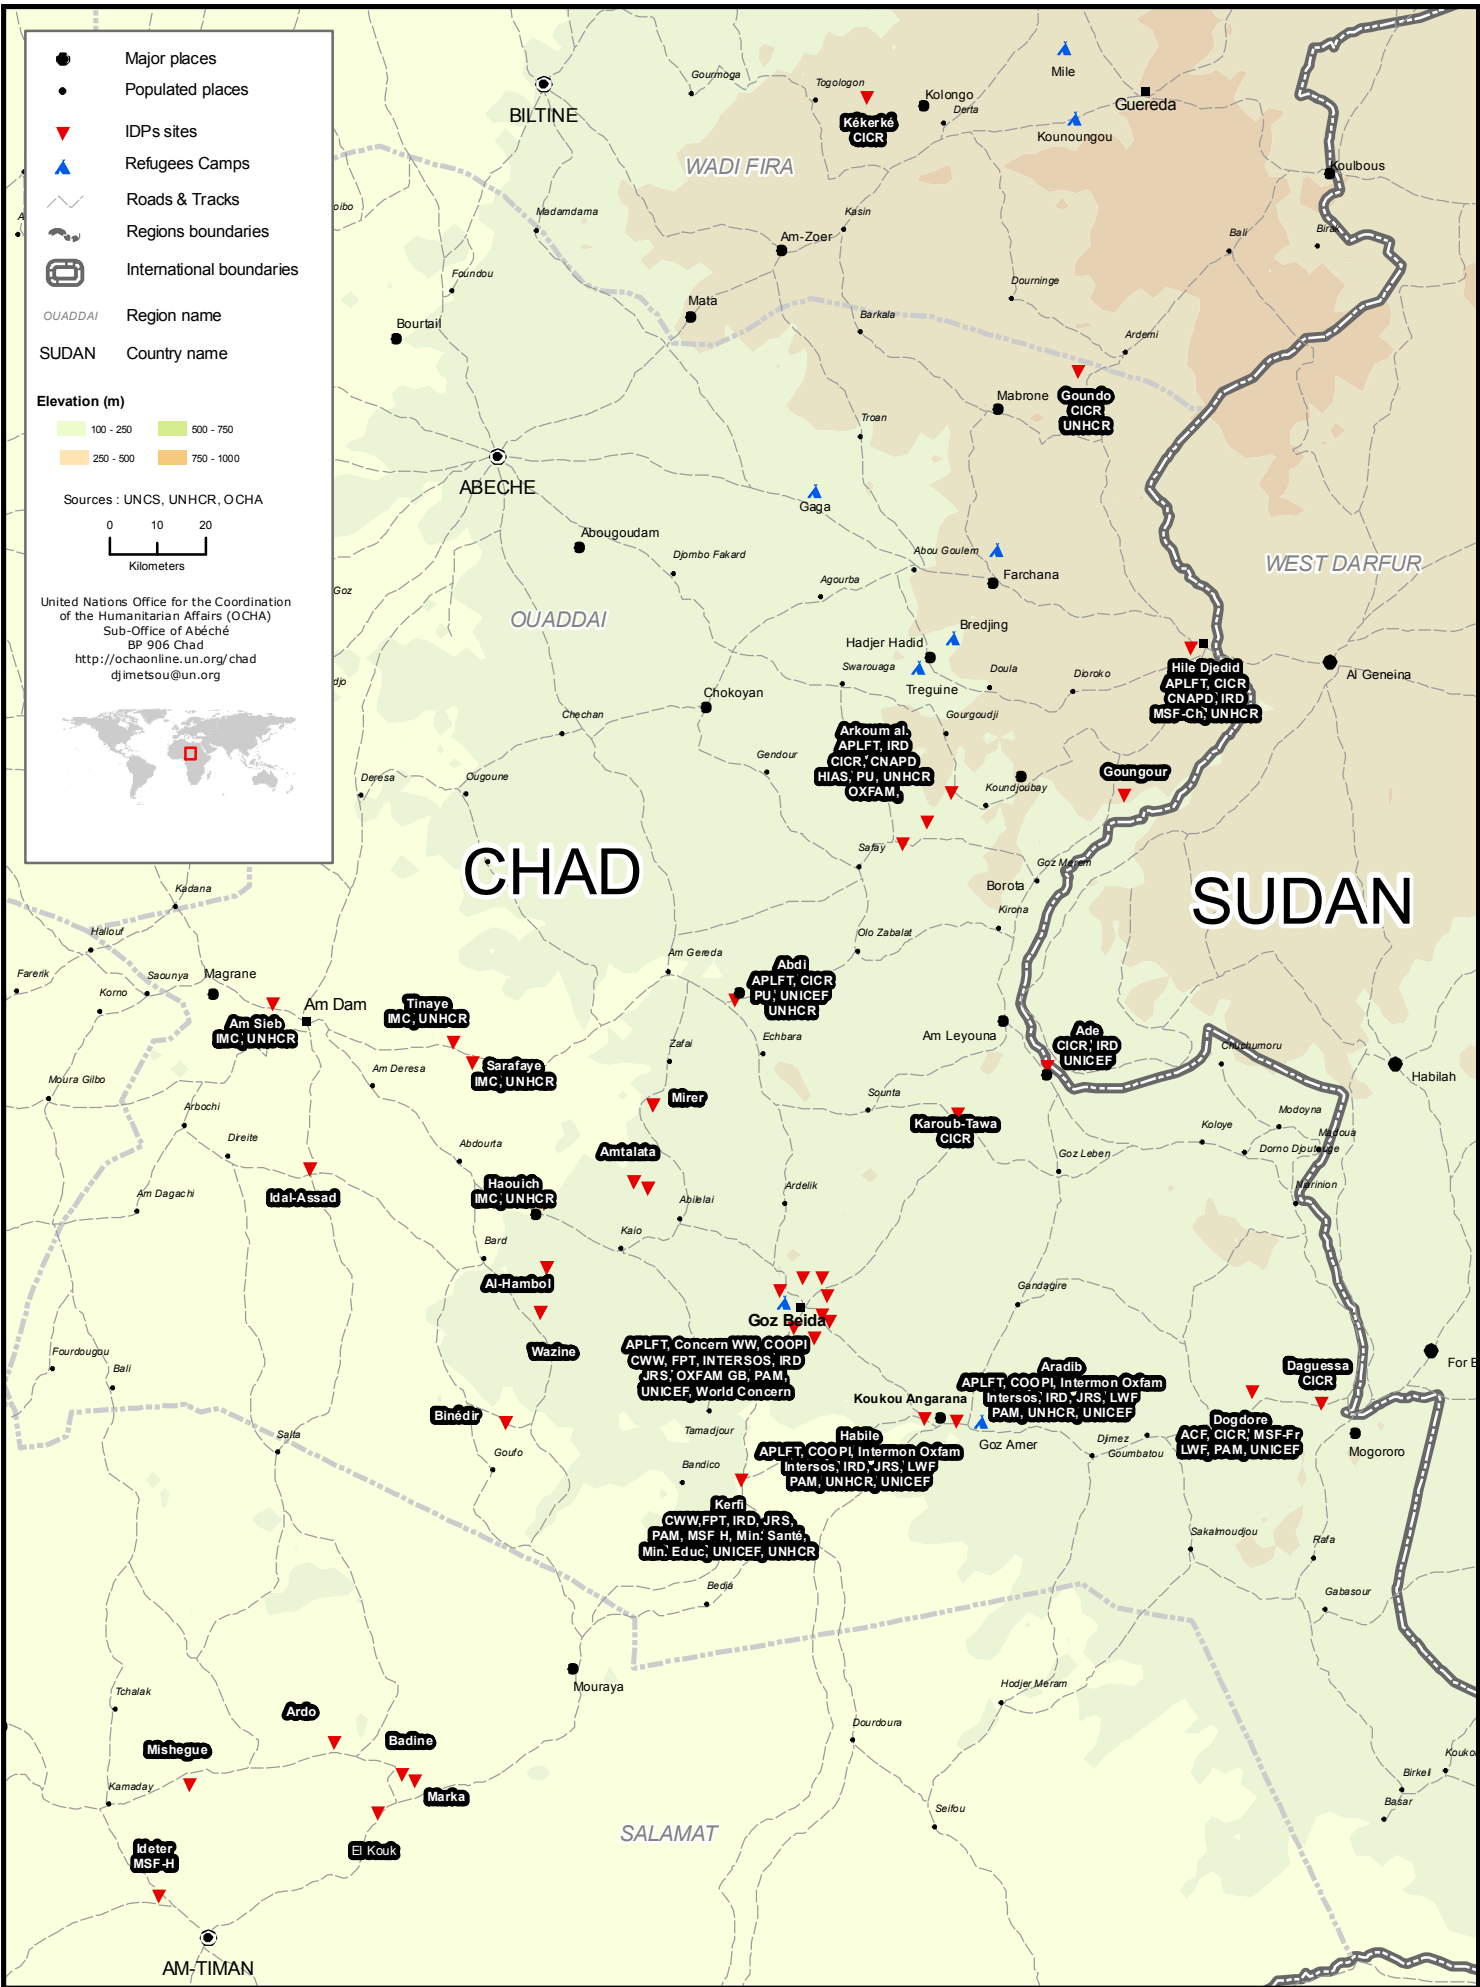 Major places
Populated places
IDPs sites
Refugees Camps
Roads & Tracks
Regions boundaries
International boundaries
OUADDAI Region name
SUDAN Country name
Elevation (m)
100 - 250 500 - 750
250 - 500 750 - 1000
Sources : UNCS, UNHCR, OCHA
0 10 20
Kilometers
United Nations Office for the Coordination
of the Humanitarian Affairs (OCHA)
Sub-Office of Abéché
BP 906 Chad
http://ochaonline.un.org/chad
djimetsou@un.org
Mile
Gourmoga
Togologon
Kolongo
Guereda
BILTINE
Kékerké
CICR
Derta
Kounoungou
WADI FIRA
Koulbous
oibo
A
Madamdama
Kasin
Am-Zoer
Bali
Birak
Foundou
Dourninge
Mata
Bourtail
Barkala
Ardemi
Mabrone
Goundo
CICR
UNHCR
Troan
ABECHE
Gaga
Abougoudam
Djombo Fakard
Abou Goulem
Farchana
WEST DARFUR
Agourba
Goz
OUADDAI
Bredjing
Hadjer Hadid
Swarouaga
Treguine
Doula
Dioroko
Hile Djedid
APLFT, CICR
CNAPD, IRD
MSF-Ch, UNHCR
Al Geneina
djo
Chokoyan
Chechan
Gourgoudji
Arkoum al.
APLFT, IRD
CICR, CNAPD
HIAS, PU, UNHCR
OXFAM,
Gendour
Deresa
Ougoune
Koundjoubay
Goungour
Safay
CHAD
Goz Merem
Borota
SUDAN
Kadana
Kirona
Hallouf
Olo Zabalat
Farerik
Saounya
Magrane
Korno
Am Dam
Am Gereda
Abdi
APLFT, CICR
PU, UNICEF
UNHCR
Am Sieb
IMC, UNHCR
Tinaye
IMC, UNHCR
Echbara
Am Leyouna
Ade
CICR, IRD
UNICEF
Chuchumoru
Zafai
Sarafaye
IMC, UNHCR
Am Deresa
Moura Gilbo
Habilah
Mirer
Sounta
Arbochi
Karoub-Tawa
CICR
Modoyna
Madoua
Koloye
Dorno Djoutouge
Direite
Abdourta
Amtalata
Goz Leben
Idal-Assad
Haouich
IMC, UNHCR
Am Dagachi
Ardelik
Niarinion
Abilelai
Kaio
Bard
Al-Hambol
Gandagire
Goz Beida
APLFT, Concern WW, COOPI
CWW, FPT, INTERSOS, IRD
JRS, OXFAM GB, PAM,
UNICEF, World Concern
Wazine
Fourdougou
Bali
For B
Aradib
APLFT, COOPI, Intermon Oxfam
Intersos, IRD, JRS, LWF
PAM, UNHCR, UNICEF
Daguessa
CICR
Koukou Angarana
Binédir
Dogdore
ACF, CICR, MSF-Fr
LWF, PAM, UNICEF
Salta
Tamadjour
Habile
APLFT, COOPI, Intermon Oxfam
Intersos, IRD, JRS, LWF
PAM, UNHCR, UNICEF
Goz Amer
Djimez
Goumbatou
Mogororo
Goufo
Bandico
Kerfi
CWW,FPT, IRD, JRS,
PAM, MSF H, Min. Santé,
Min. Educ, UNICEF, UNHCR
Sakalmoudjou
Rafa
Bedja
Gabasour
Mouraya
Tchalak
Hodjer Meram
Ardo
Dourdoura
Badine
Mishegue
Kouko
Kamaday
Birkeli
Marka
Basar
Seifou
SALAMAT
El Kouk
Ideter
MSF-H
AM-TIMAN